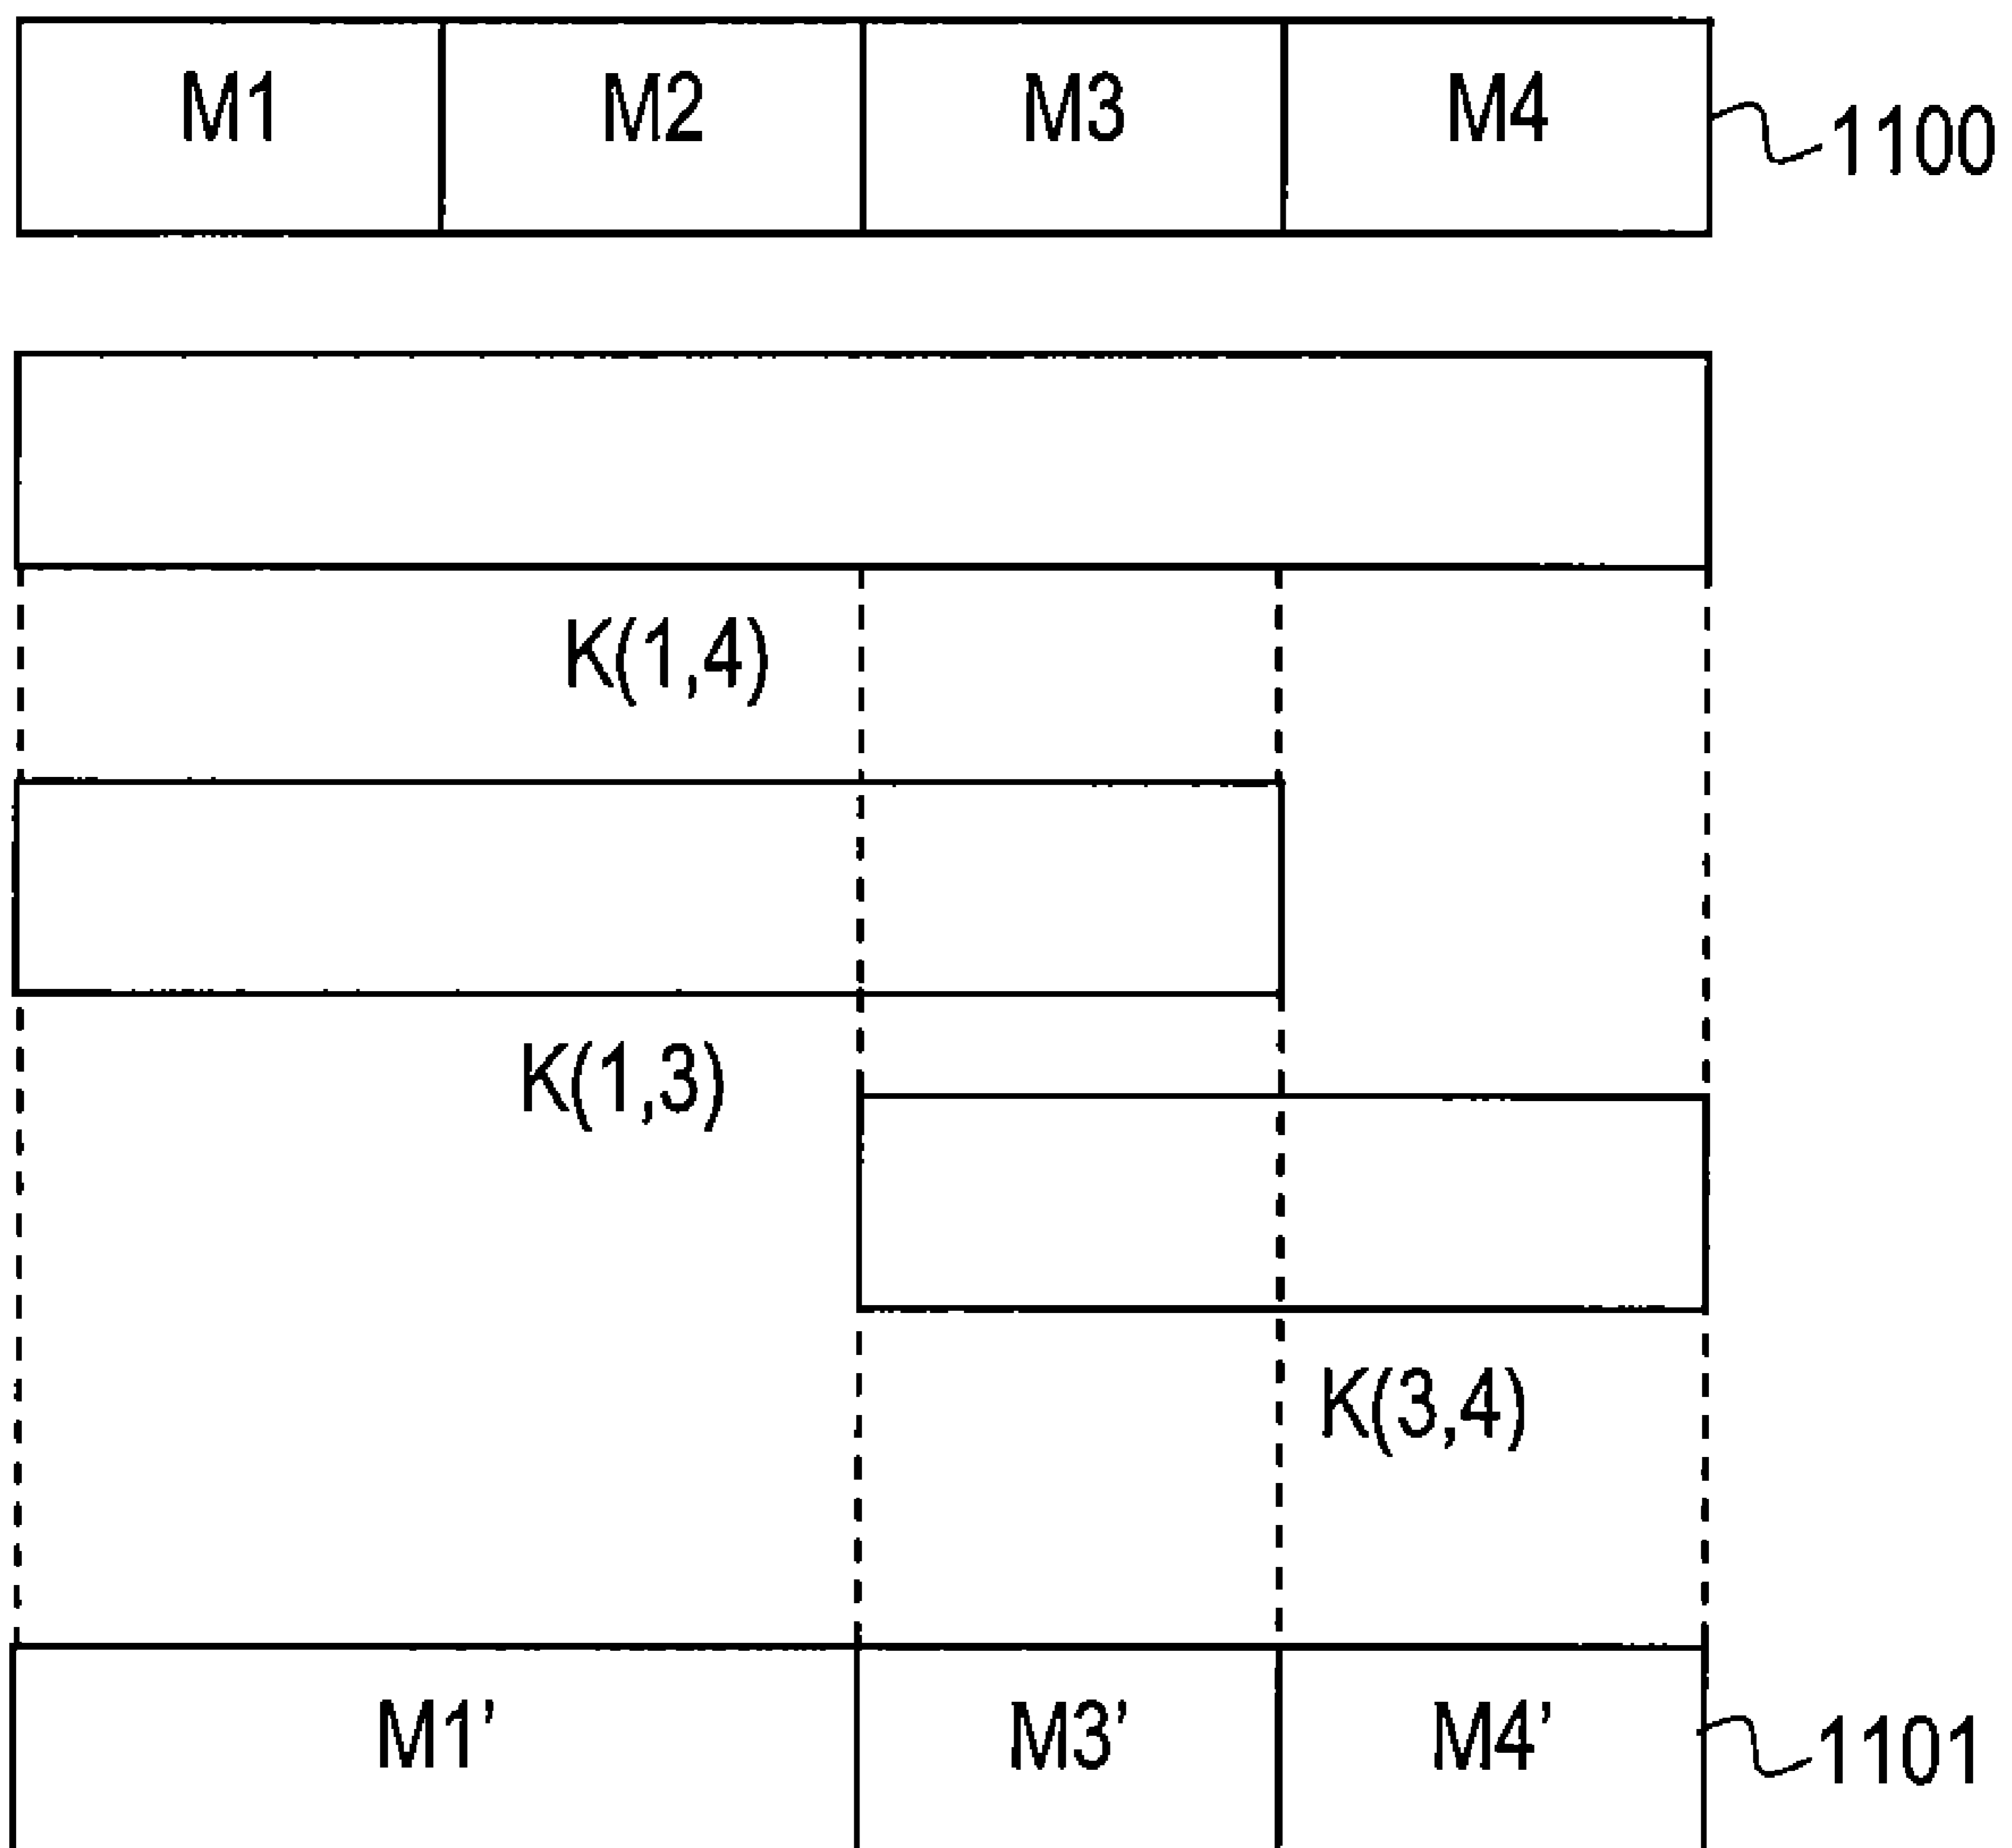 M1 M2 M3 M4 1100
K(1,4)
K(1,3)
K(3,4)
M1’ M3’ M4’ 1101